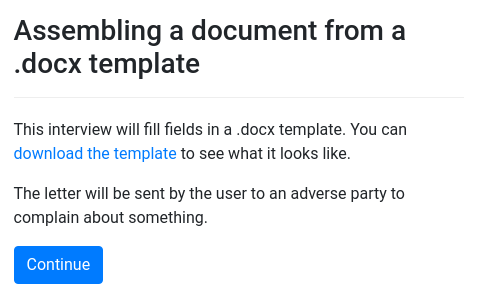 Assembling a document from a
.docx template
This interview will fill fields in a .docx template. You can
download the template to see what it looks like.
The letter will be sent by the user to an adverse party to
complain about something.
Continue